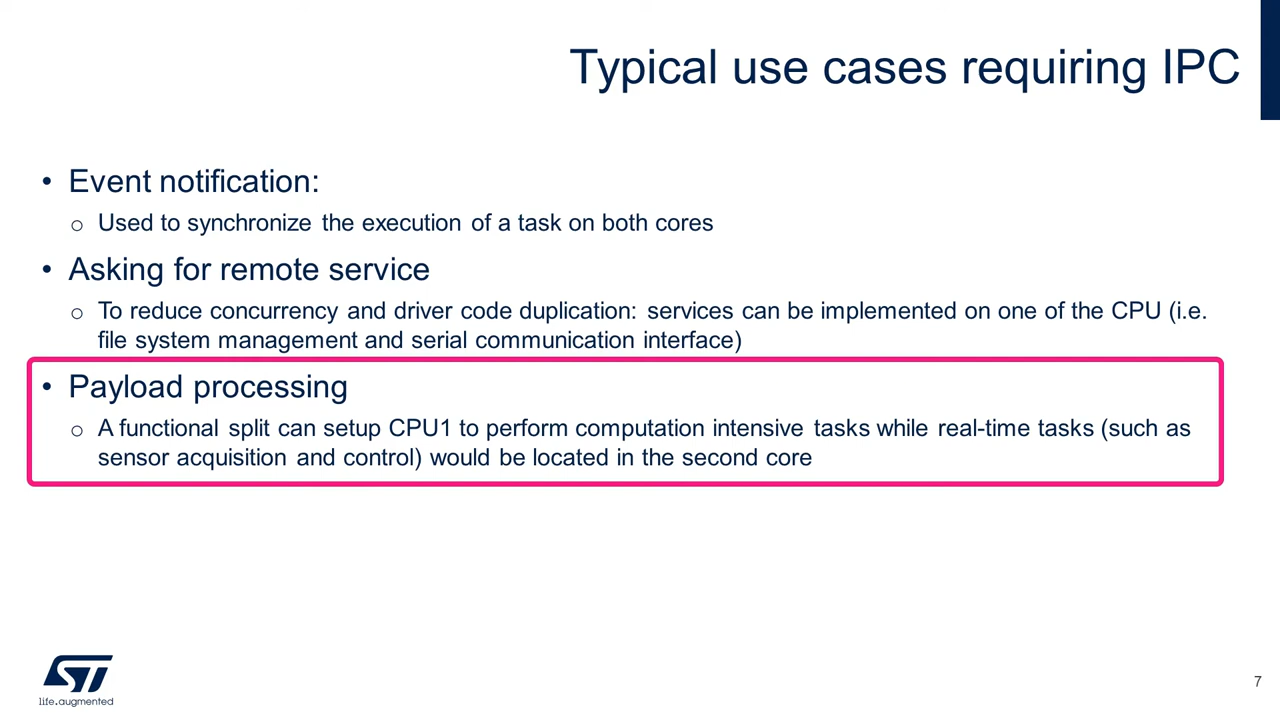 Typical use cases requiring IPC
• Event notification:
o Used to synchronize the execution of a task on both cores
• Asking for remote service
o To reduce concurrency and driver code duplication: services can be implemented on one of the CPU (i.e.
file system management and serial communication interface)
• Payload processing
o A functional split can setup CPU1 to perform computation intensive tasks while real-time tasks (such as
sensor acquisition and control) would be located in the second core
ST
life.augmented
7